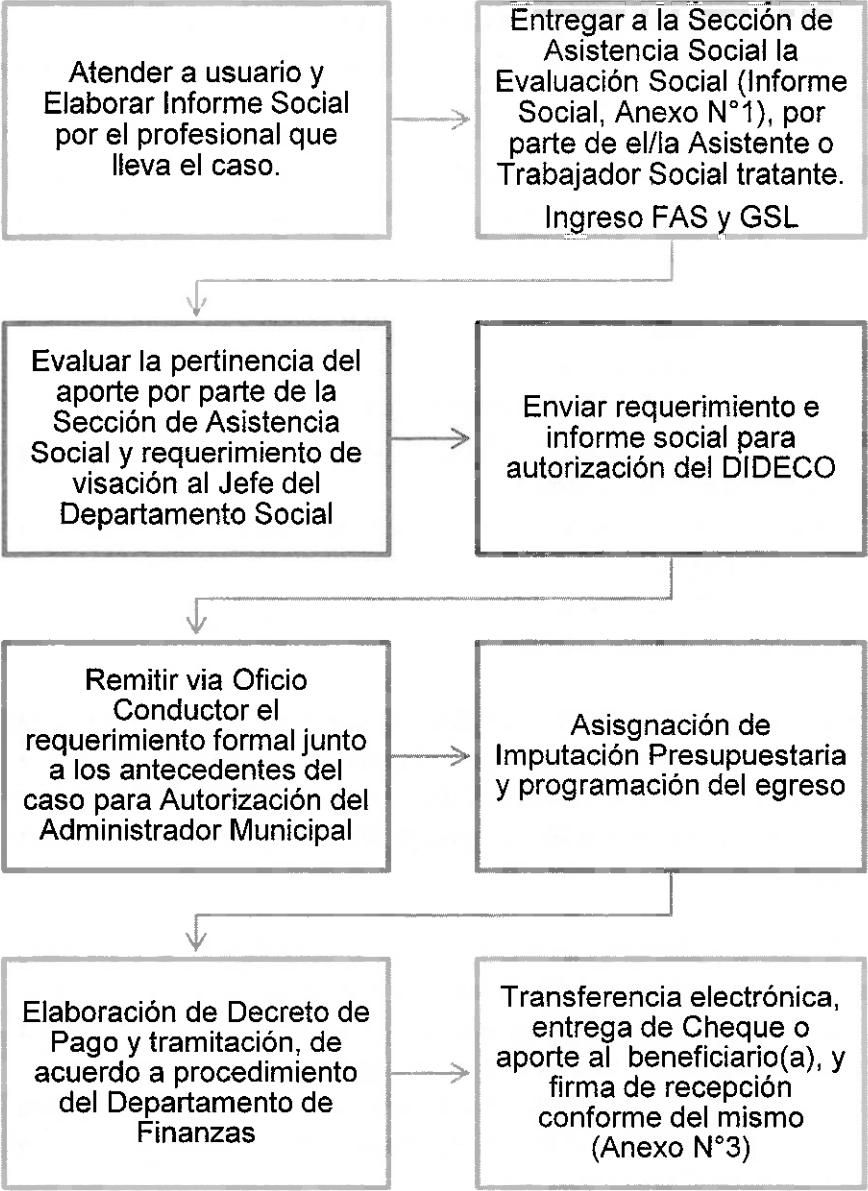 Atender a usuario y
Elaborar Informe Social
por el profesional que
lleva el caso.
Entregar a la Sección de
Asistencia Social la
Evaluación Social (Informe
Social, Anexo N°1), por
parte de el/la Asistente o
Trabajador Social tratante.
Ingreso FAS y GSL
Evaluar la pertinencia del
aporte por parte de la
Sección de Asistencia
Social y requerimiento de
visación al Jefe del
Departamento Social
Enviar requerimiento e
informe social para
autorización del DIDECO
Remitir via Oficio
Conductor el
requerimiento formal junto
a los antecedentes del
caso para Autorización del
Administrador Municipal
Asisgnación de
Imputación Presupuestaria
y programación del egreso
Elaboración de Decreto de
Pago y tramitación, de
acuerdo a procedimiento
del Departamento de
Finanzas
Transferencia electrónica,
entrega de Cheque o
aporte al beneficiario(a), y
firma de recepción
conforme del mismo
(Anexo N°3)